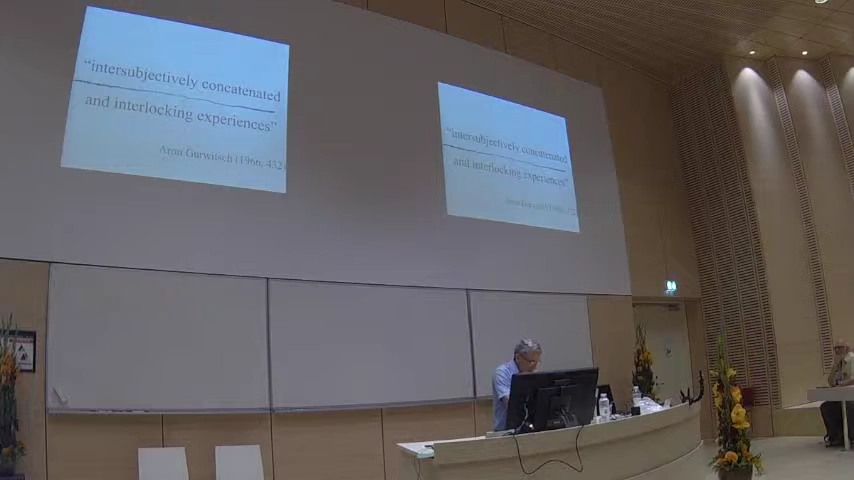 “intersubjectively concatenated
and interlocking experiences”
Aron Gurwitsch (1966, 432)
“intersubjectively concatenated
and interlocking experiences”